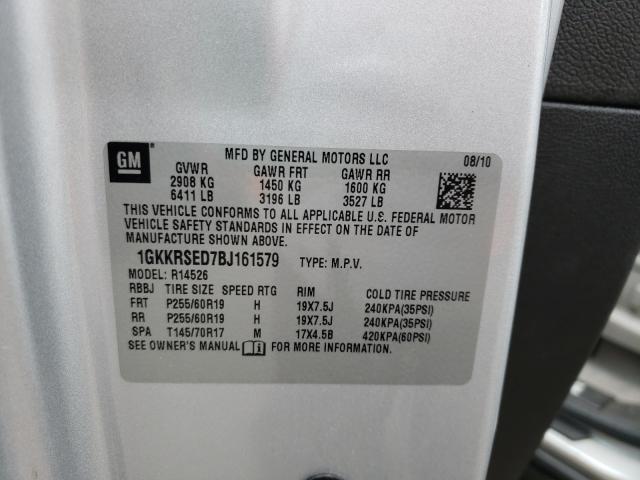 GM
MFD BY GENERAL MOTORS LLC 08/10
GVWR GAWR FRT GAWR RR
2908 KG 1450 KG 1600 KG
6411 LB 3196 LB 3527 LB
THIS VEHICLE CONFORMS TO ALL APPLICABLE U.S. FEDERAL MOTOR
VEHICLE SAFETY STANDARDS IN EFFECT ON THE DATE OF
MANUFACTURE SHOWN ABOVE.
1GKKRSED7BJ161579 TYPE: M.P.V.
MODEL: R14526
RBBJ TIRE SIZE SPEED RTG RIM COLD TIRE PRESSURE
FRT P255/60R19 H 19X7.5J 240KPA(35PSI)
RR P255/60R19 H 19X7.5J 240KPA(35PSI)
SPA T145/70R17 M 17X4.5B 420KPA(60PSI)
SEE OWNER'S MANUAL FOR MORE INFORMATION.